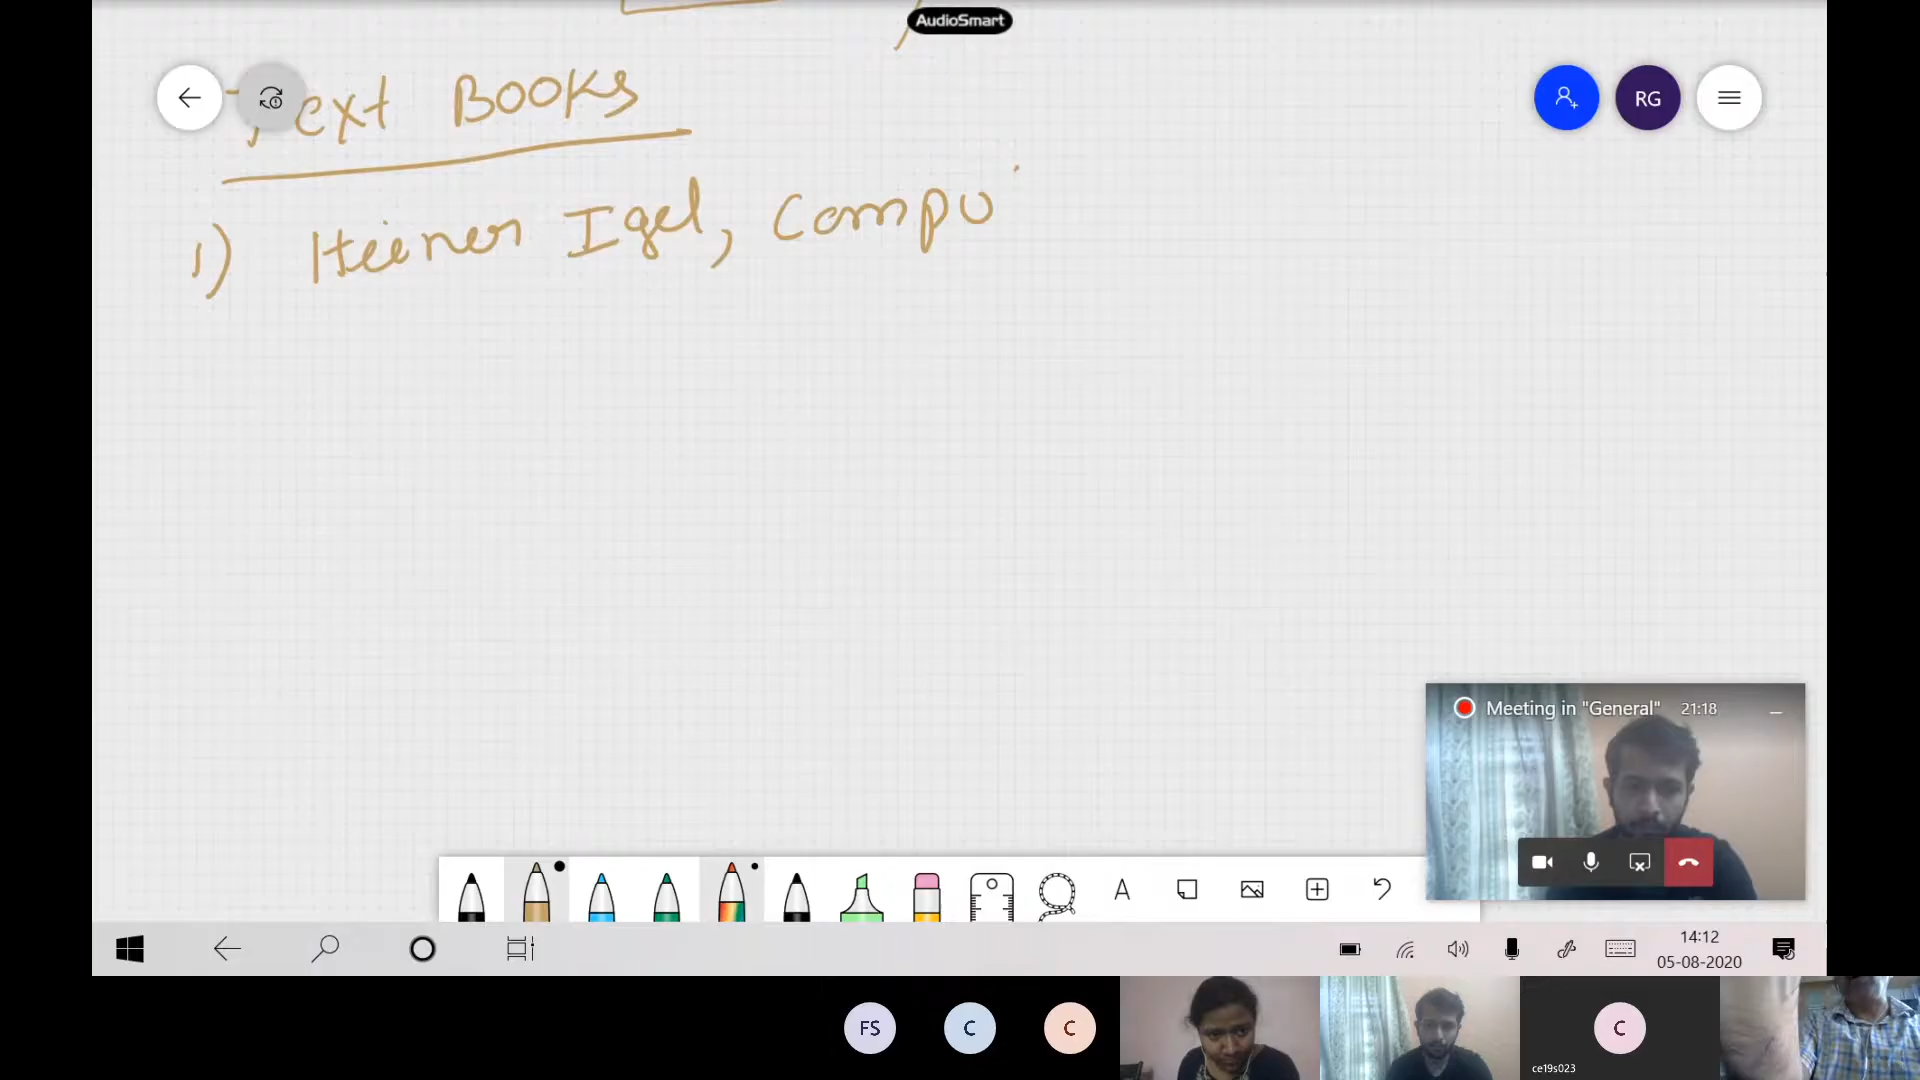 AudioSmart
Text Books
RG
1) Heiner Igel, Compu
Meeting in "General" 21:18
A
14:12
05-08-2020
FS
C
C
C
ce19s023